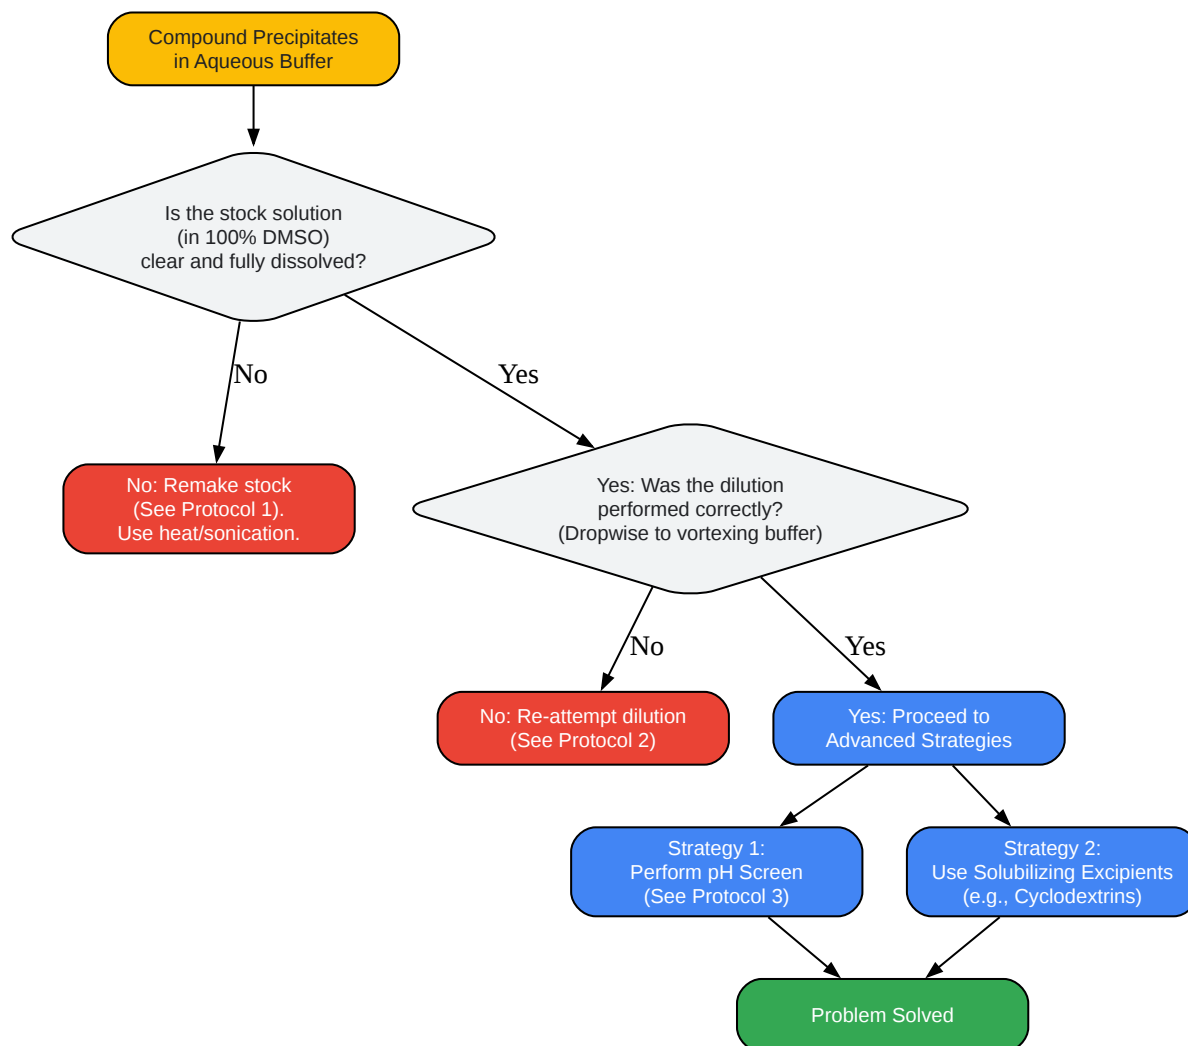 Compound Precipitates
in Aqueous Buffer
Is the stock solution
(in 100% DMSO)
clear and fully dissolved?
No
Yes
No: Remake stock
(See Protocol 1).
Use heat/sonication.
Yes: Was the dilution
performed correctly?
(Dropwise to vortexing buffer)
No
Yes
No: Re-attempt dilution
(See Protocol 2)
Yes: Proceed to
Advanced Strategies
Strategy 1:
Perform pH Screen
(See Protocol 3)
Strategy 2:
Use Solubilizing Excipients
(e.g., Cyclodextrins)
Problem Solved